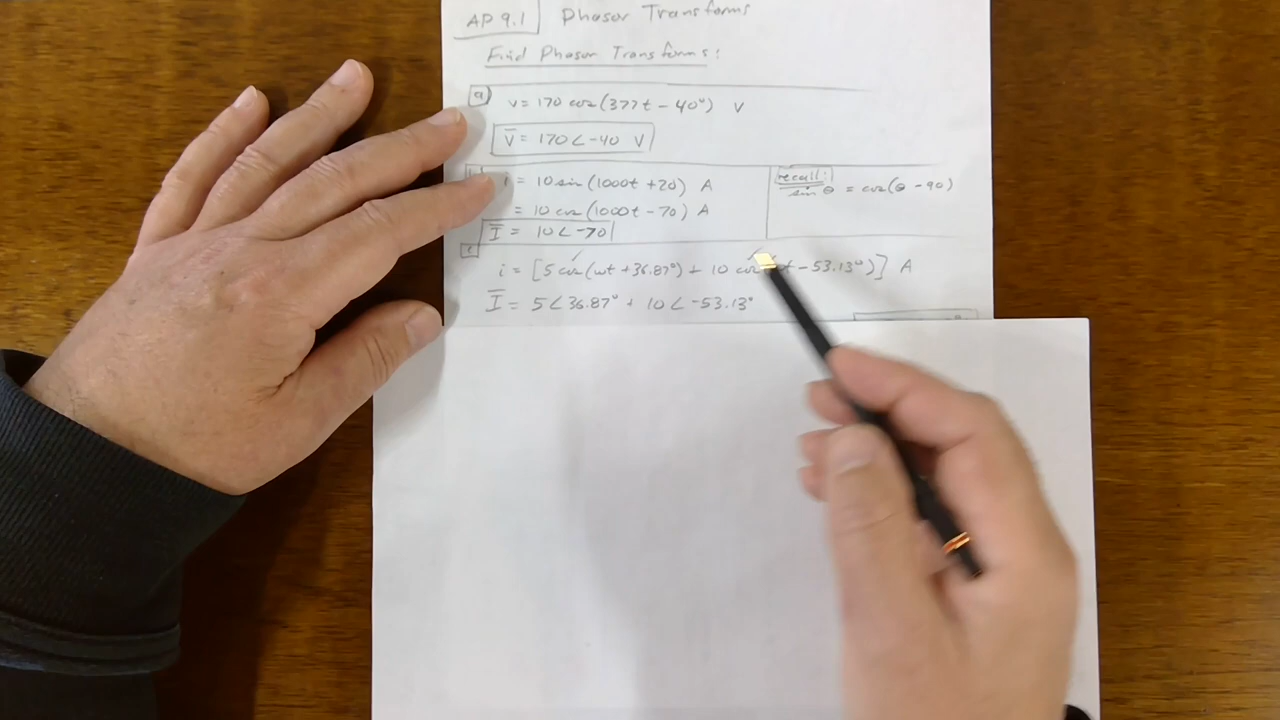 AP 9.1 Phasor Transforms
Find Phasor Transforms:
a v = 170 cos(377t - 40°) V
V̅ = 170∠-40 V
i = 10 sin(1000t + 20) A
= 10 cos(1000t - 70) A
I̅ = 10∠-70
recall:
sin θ = cos(θ - 90)
c
i = [5 cos(ωt + 36.87°) + 10 t - 53.13°)] A
I̅ = 5∠36.87° + 10∠-53.13°